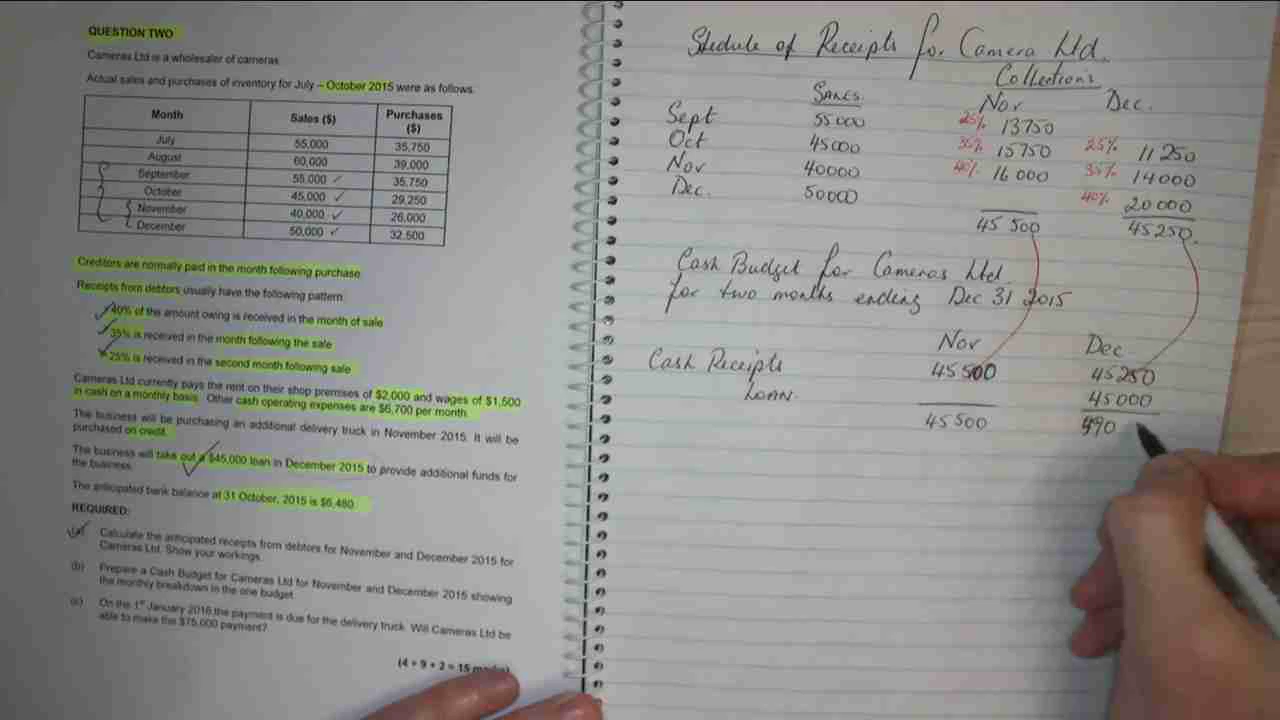 QUESTION TWO
Cameras Ltd is a wholesaler of cameras
Actual sales and purchases of inventory for July – October 2015 were as follows.
Month Sales ($) Purchases ($)
July 55,000 35,750
August 60,000 39,000
September 55,000 ✓ 35,750
October 45,000 ✓ 29,250
November 40,000 ✓ 26,000
December 50,000 ✓ 32,500
Creditors are normally paid in the month following purchase
Receipts from debtors usually have the following pattern:
40% of the amount owing is received in the month of sale
35% is received in the month following the sale
25% is received in the second month following sale
Cameras Ltd currently pays the rent on their shop premises of $2,000 and wages of $1,500
in cash on a monthly basis. Other cash operating expenses are $6,700 per month.
The business will be purchasing an additional delivery truck in November 2015. It will be
purchased on credit.
The business will take out a $45,000 loan in December 2015 to provide additional funds for
the business.
The anticipated bank balance at 31 October, 2015 is $6,480.
REQUIRED:
(a) Calculate the anticipated receipts from debtors for November and December 2015 for
Cameras Ltd. Show your workings.
(b) Prepare a Cash Budget for Cameras Ltd for November and December 2015 showing
the monthly breakdown in the one budget.
(c) On the 1st January 2016 the payment is due for the delivery truck. Will Cameras Ltd be
able to make the $75,000 payment?
(4 + 9 + 2 = 15 marks)
Shedule of Receipts for Camera Ltd.
Collections
SALES. Nov Dec.
Sept 55000 25% 13750
Oct 45000 35% 15750 25% 11250
Nov 40000 40% 16000 35% 14000
Dec. 50000 40% 20000
45 500 45250.
Cash Budget for Cameras Ltd.
for two months ending Dec 31 2015
Nov Dec
Cash Receipts 45500 45250
LOAN. 45000
45500 990